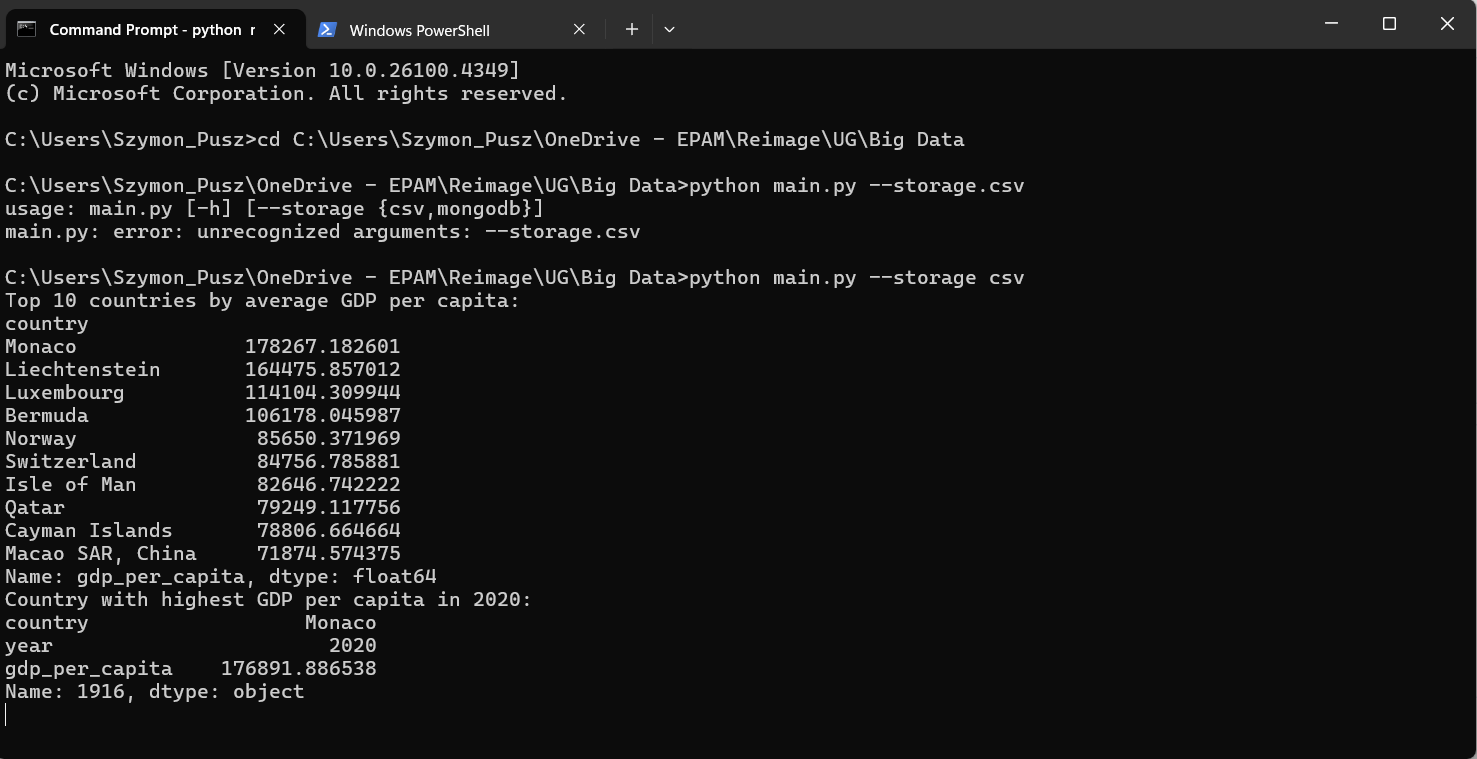 Command Prompt - python r
Windows PowerShell
Microsoft Windows [Version 10.0.26100.4349]
(c) Microsoft Corporation. All rights reserved.
C:\Users\Szymon_Pusz>cd C:\Users\Szymon_Pusz\OneDrive - EPAM\Reimage\UG\Big Data
C:\Users\Szymon_Pusz\OneDrive - EPAM\Reimage\UG\Big Data>python main.py --storage.csv
usage: main.py [-h] [--storage {csv,mongodb}]
main.py: error: unrecognized arguments: --storage.csv
C:\Users\Szymon_Pusz\OneDrive - EPAM\Reimage\UG\Big Data>python main.py --storage csv
Top 10 countries by average GDP per capita:
country
Monaco              178267.182601
Liechtenstein       164475.857012
Luxembourg          114104.309944
Bermuda             106178.045987
Norway               85650.371969
Switzerland          84756.785881
Isle of Man          82646.742222
Qatar                79249.117756
Cayman Islands       78806.664664
Macao SAR, China     71874.574375
Name: gdp_per_capita, dtype: float64
Country with highest GDP per capita in 2020:
country                  Monaco
year                       2020
gdp_per_capita    176891.886538
Name: 1916, dtype: object